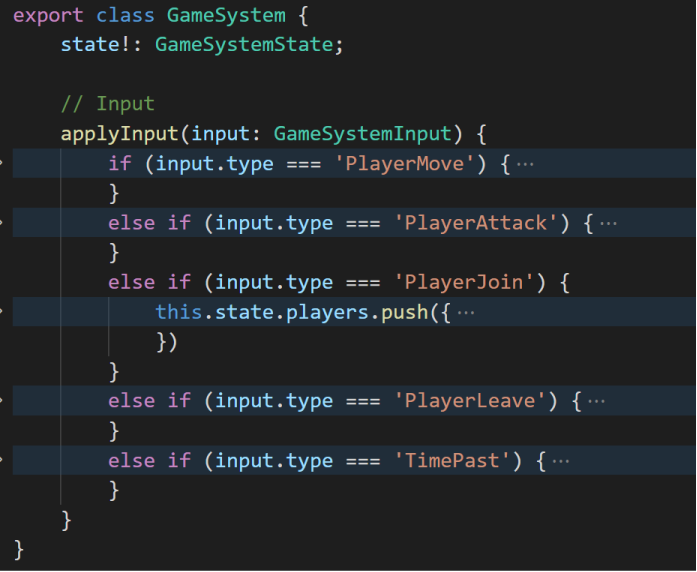 export class GameSystem {
    state!: GameSystemState;

    // Input
    applyInput(input: GameSystemInput) {
        if (input.type === 'PlayerMove') {···
        }
        else if (input.type === 'PlayerAttack') {···
        }
        else if (input.type === 'PlayerJoin') {
            this.state.players.push({···
            })
        }
        else if (input.type === 'PlayerLeave') {···
        }
        else if (input.type === 'TimePast') {···
        }
    }
}